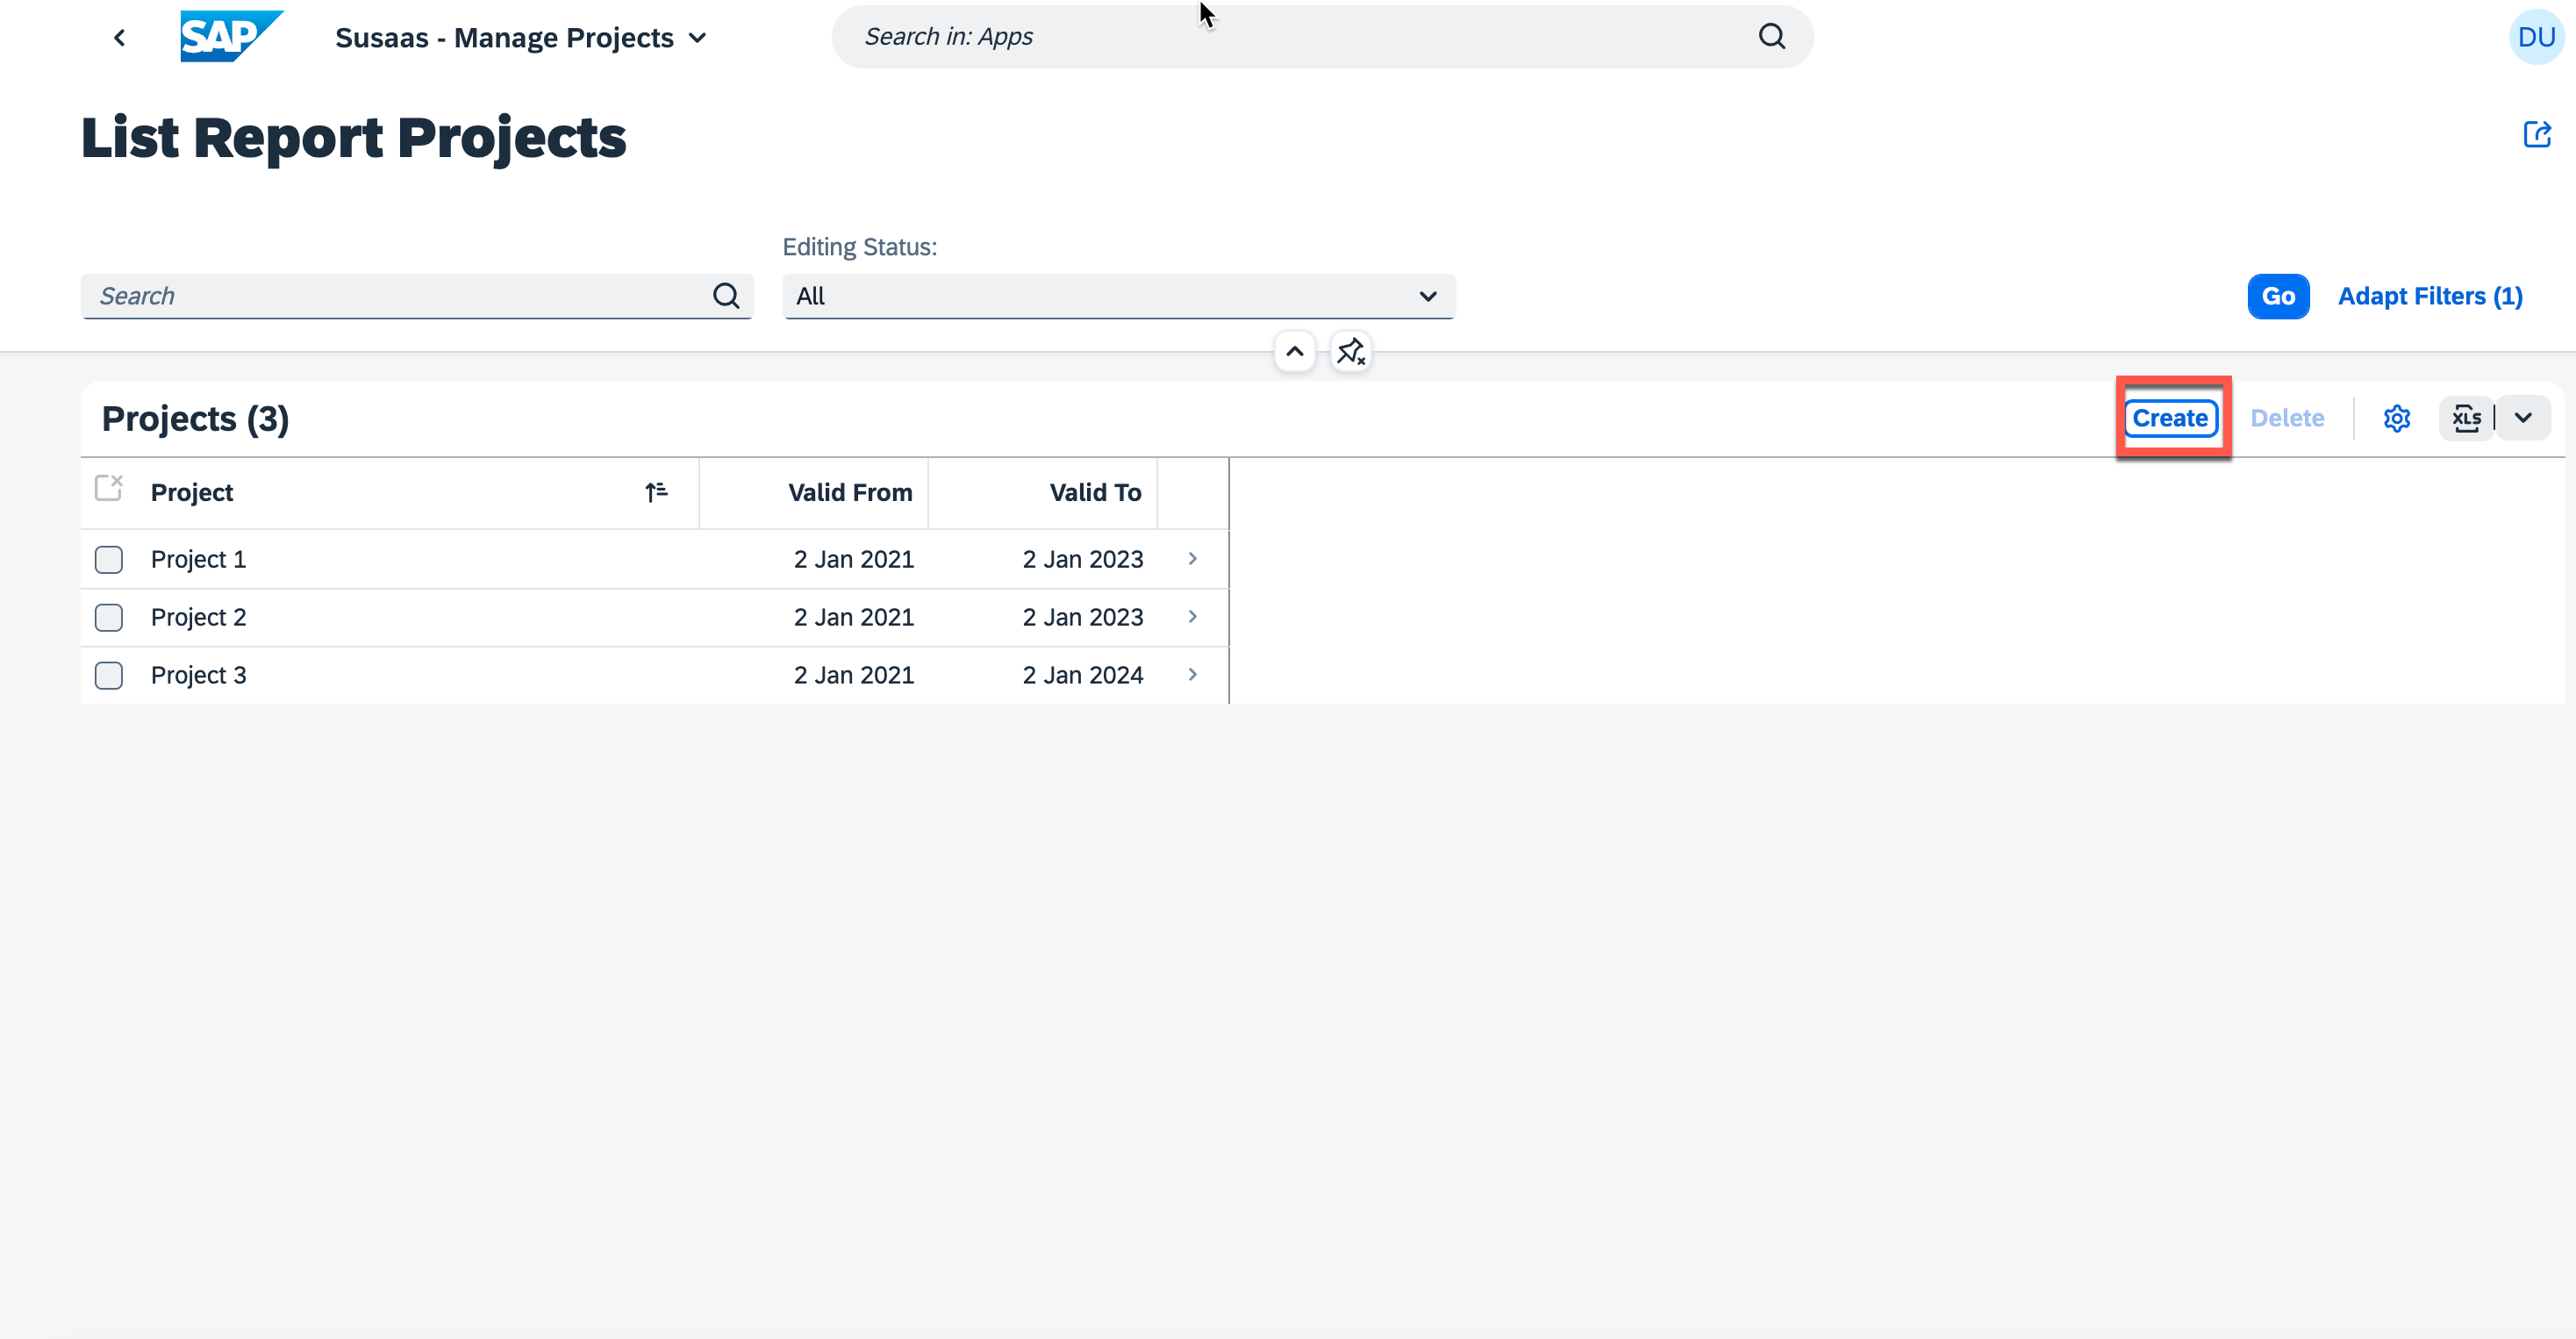 SAP Susaas - Manage Projects Search in: Apps DU
List Report Projects
Editing Status:
Search All Go Adapt Filters (1)
Projects (3) Create Delete XLS
Project Valid From Valid To
Project 1 2 Jan 2021 2 Jan 2023
Project 2 2 Jan 2021 2 Jan 2023
Project 3 2 Jan 2021 2 Jan 2024